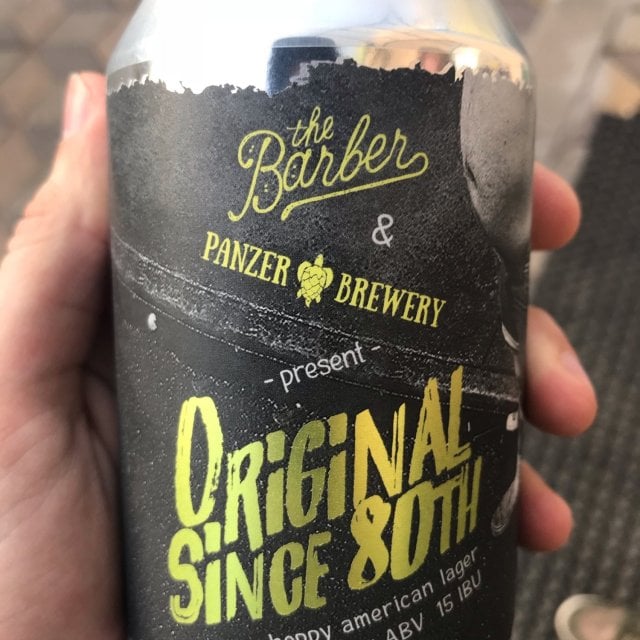 the
Barber
&
PANZER BREWERY
- present -
ORiGiNAL
SiNCE 80TH
hoppy american lager
ABV 15 IBU